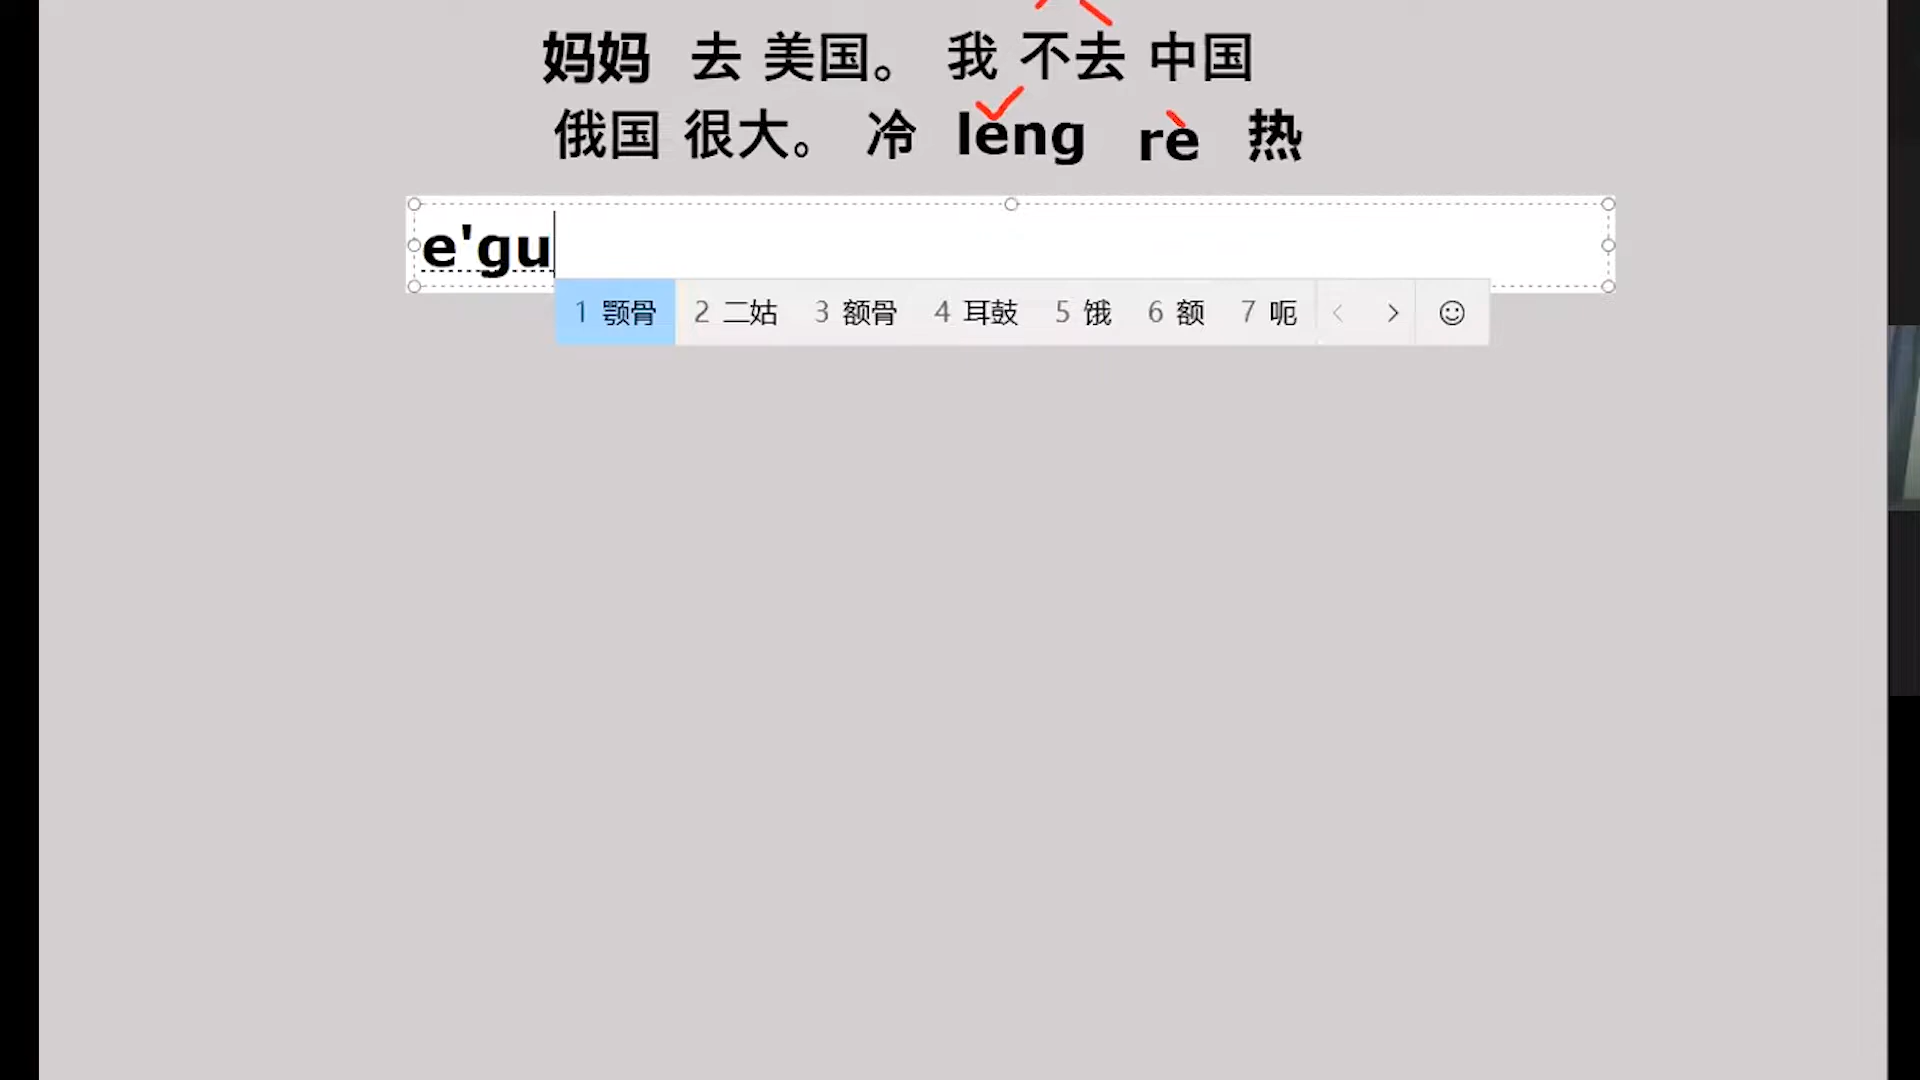 妈妈 去 美国。 我 不去 中国
俄国 很大。 冷 leng rè 热
e'gu
1 颚骨 2 二姑 3 额骨 4 耳鼓 5 饿 6 额 7 呃